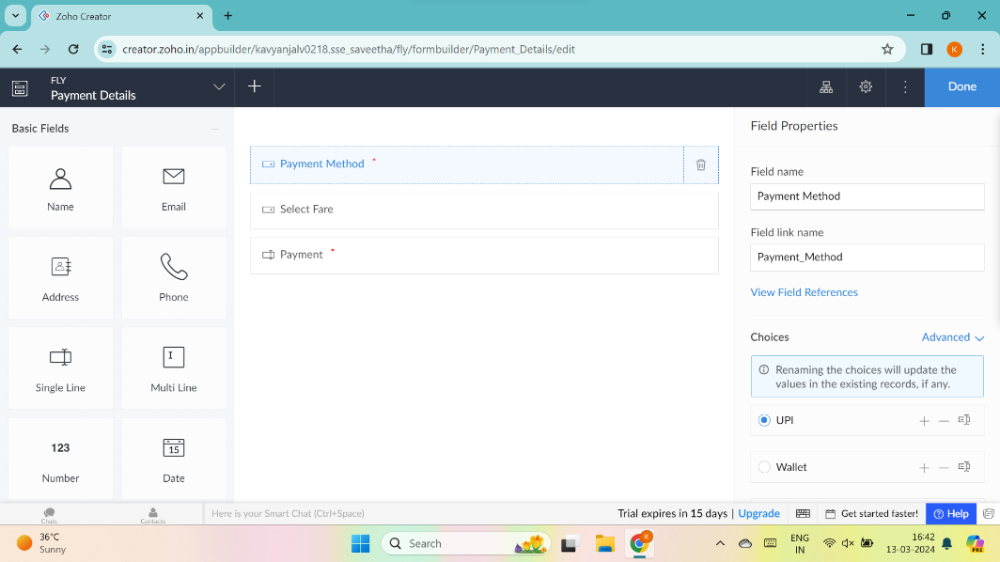 Zoho Creator
creator.zoho.in/appbuilder/kavyanjalv0218.sse_saveetha/fly/formbuilder/Payment_Details/edit
K
FLY
Payment Details
Done
Basic Fields
Name
Email
Address
Phone
Single Line
Multi Line
123
Number
15
Date
Payment Method *
Select Fare
Payment *
Field Properties
Field name
Payment Method
Field link name
Payment_Method
View Field References
Choices
Advanced
Renaming the choices will update the
values in the existing records, if any.
UPI
Wallet
Chats
Contacts
Here is your Smart Chat (Ctrl+Space)
Trial expires in 15 days | Upgrade
Get started faster!
Help
36°C
Sunny
Search
K
ENG
IN
16:42
13-03-2024
PRE